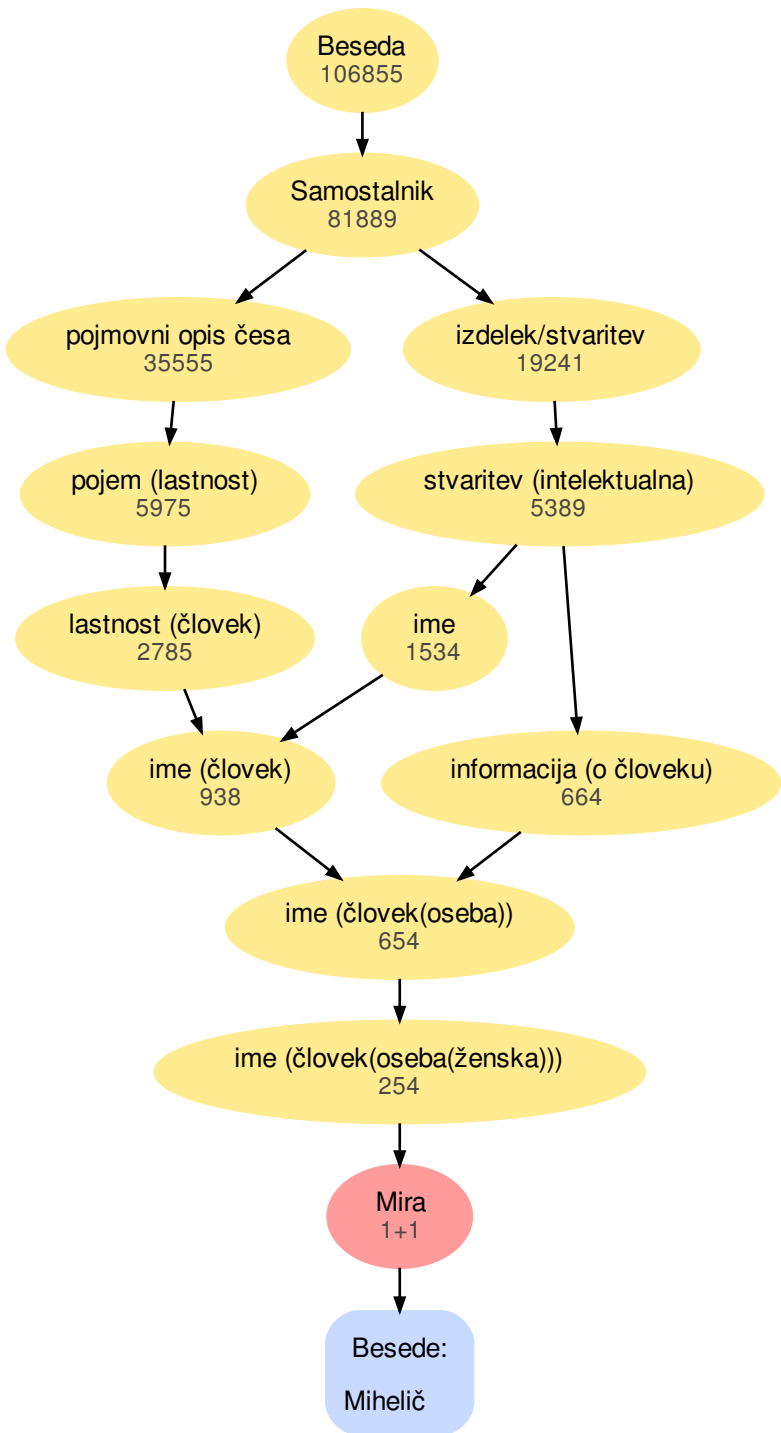 Beseda
106855
Samostalnik
81889
pojmovni opis česa
35555
izdelek/stvaritev
19241
pojem (lastnost)
5975
stvaritev (intelektualna)
5389
lastnost (človek)
2785
ime
1534
ime (človek)
938
informacija (o človeku)
664
ime (človek(oseba))
654
ime (človek(oseba(ženska)))
254
Mira
1+1
Besede:
Mihelič